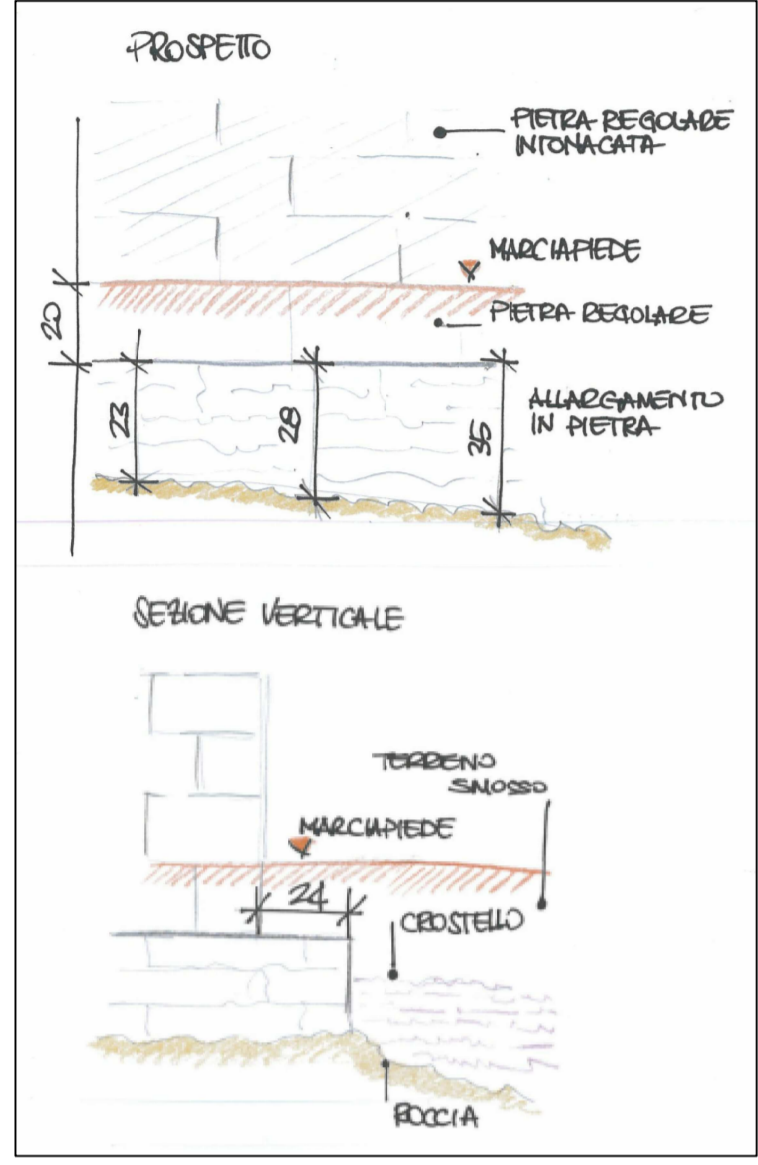 PROSPETTO
PIETRA REGOLARE
INTONACATA
MARCIAPIEDE
20
PIETRA REGOLARE
23
28
35
ALLARGAMENTO
IN PIETRA
SEZIONE VERTICALE
TERRENO
SMOSSO
MARCIAPIEDE
24
CROSTELLO
ROCCIA